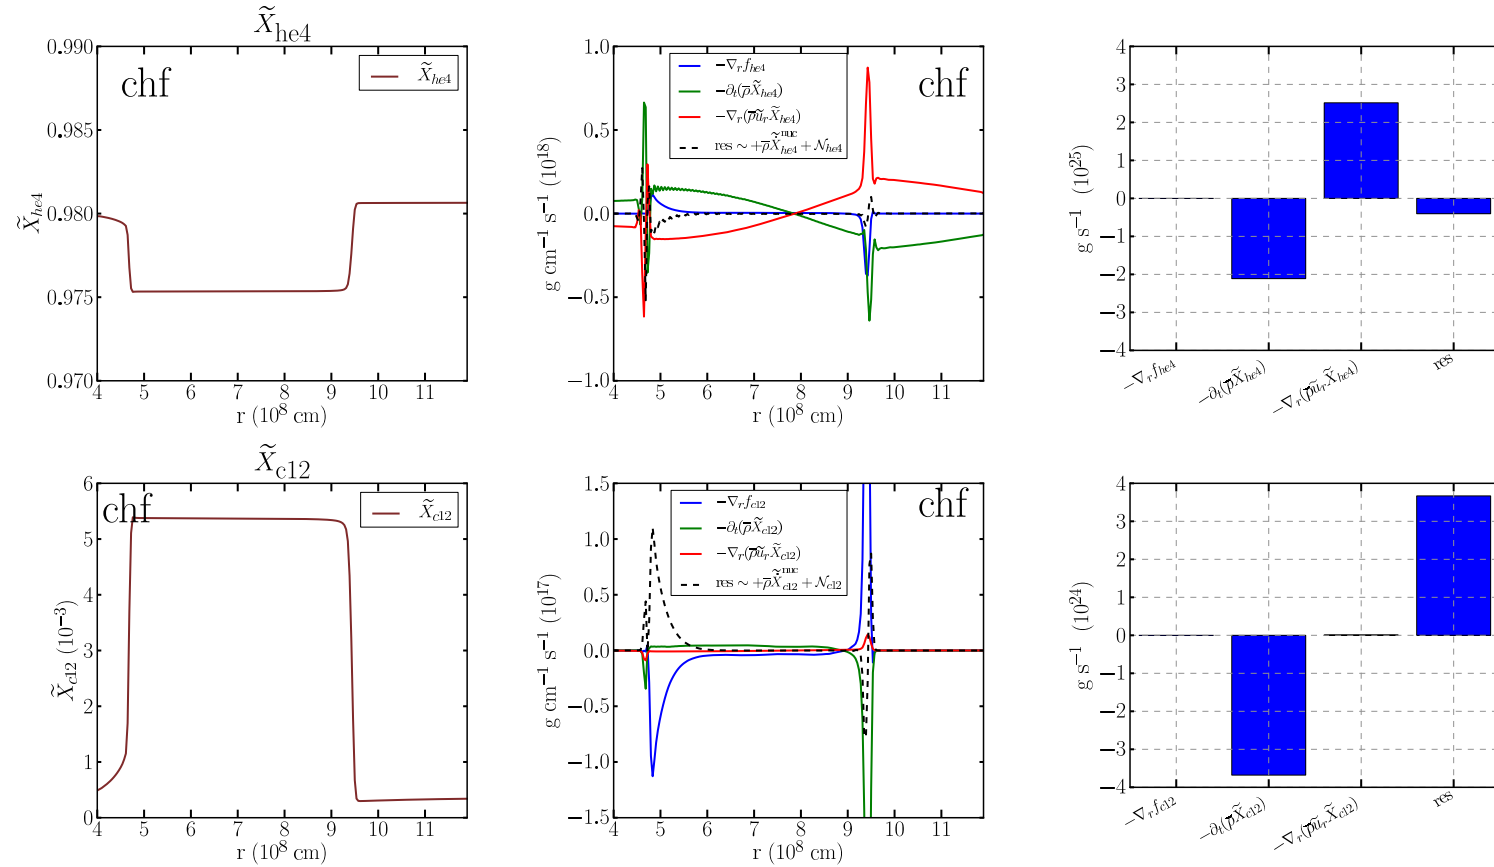 X̃he4
0.990
0.985
0.980
0.975
0.970
X̃he4
chf
X̃he4
4 5 6 7 8 9 10 11
r (10⁸ cm)
1.0
0.5
0.0
−0.5
−1.0
g cm⁻¹ s⁻¹ (10¹⁸)
−∇r fhe4
−∂t(ρ̅X̃he4)
−∇r(ρ̅ũrX̃he4)
res ∼ +ρ̅X̃̇he4ⁿᵘᶜ + 𝒩he4
4 5 6 7 8 9 10 11
r (10⁸ cm)
4
3
2
1
0
−1
−2
−3
−4
g s⁻¹ (10²⁵)
−∇r fhe4
−∂t(ρ̅X̃he4)
−∇r(ρ̅ũrX̃he4)
res
X̃c12
6
5
4
3
2
1
0
X̃c12 (10⁻³)
chf
X̃c12
4 5 6 7 8 9 10 11
r (10⁸ cm)
1.5
1.0
0.5
0.0
−0.5
−1.0
−1.5
g cm⁻¹ s⁻¹ (10¹⁷)
−∇r fc12
−∂t(ρ̅X̃c12)
−∇r(ρ̅ũrX̃c12)
res ∼ +ρ̅X̃̇c12ⁿᵘᶜ + 𝒩c12
chf
4 5 6 7 8 9 10 11
r (10⁸ cm)
4
3
2
1
0
−1
−2
−3
−4
g s⁻¹ (10²⁴)
−∇r fc12
−∂t(ρ̅X̃c12)
−∇r(ρ̅ũrX̃c12)
res